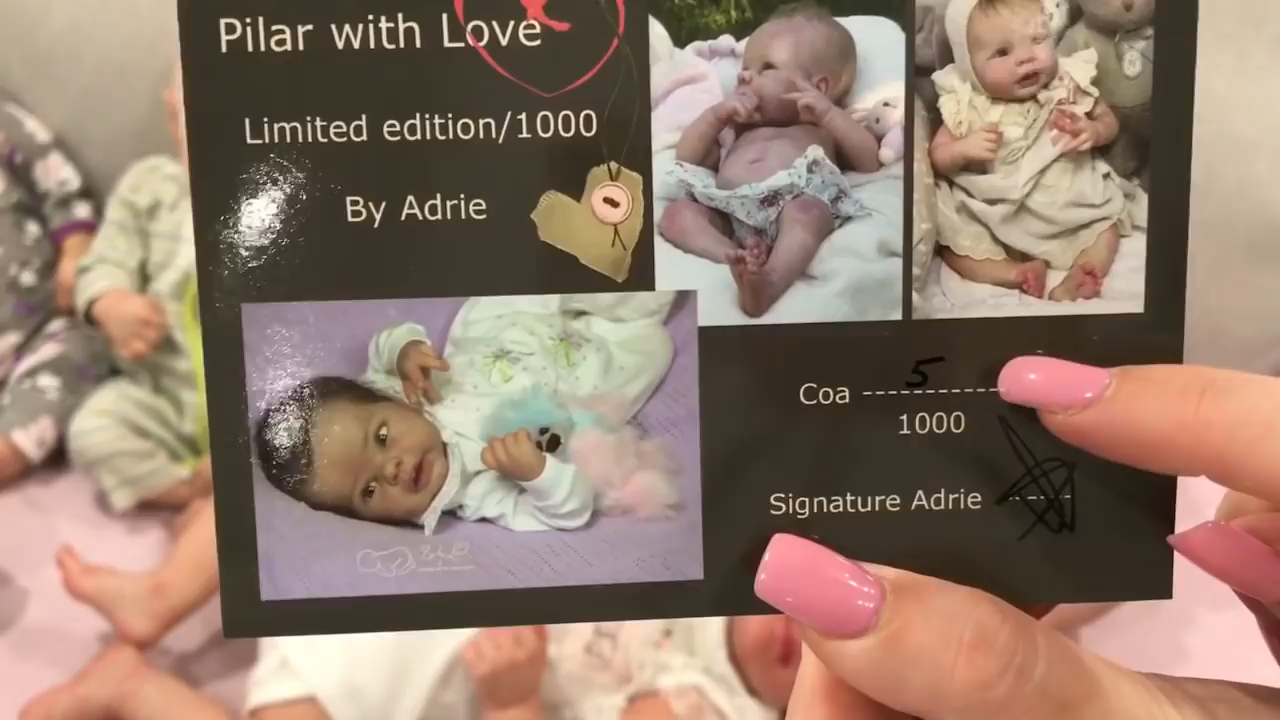 Pilar with Love
Limited edition/1000
By Adrie
Coa 5
1000
Signature Adrie